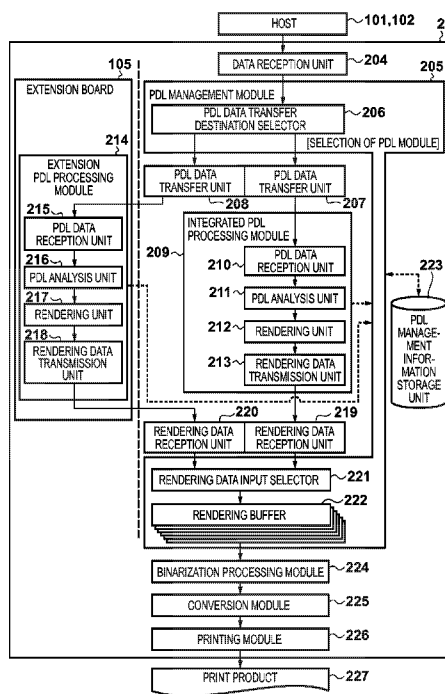 HOST
101,102
2
DATA RECEPTION UNIT
204
105
205
EXTENSION BOARD
PDL MANAGEMENT MODULE
PDL DATA TRANSFER
DESTINATION SELECTOR
206
[SELECTION OF PDL MODULE]
214
EXTENSION
PDL PROCESSING
MODULE
215
PDL DATA
RECEPTION UNIT
216
PDL ANALYSIS UNIT
217
RENDERING UNIT
218
RENDERING DATA
TRANSMISSION
UNIT
PDL DATA
TRANSFER UNIT
208
PDL DATA
TRANSFER UNIT
207
209
INTEGRATED PDL
PROCESSING MODULE
210
PDL DATA
RECEPTION UNIT
211
PDL ANALYSIS UNIT
212
RENDERING UNIT
213
RENDERING DATA
TRANSMISSION UNIT
223
PDL
MANAGE-
MENT
INFOR-
MATION
STORAGE
UNIT
220
219
RENDERING DATA
RECEPTION UNIT
RENDERING DATA
RECEPTION UNIT
RENDERING DATA INPUT SELECTOR
221
222
RENDERING BUFFER
BINARIZATION PROCESSING MODULE
224
CONVERSION MODULE
225
PRINTING MODULE
226
PRINT PRODUCT
227